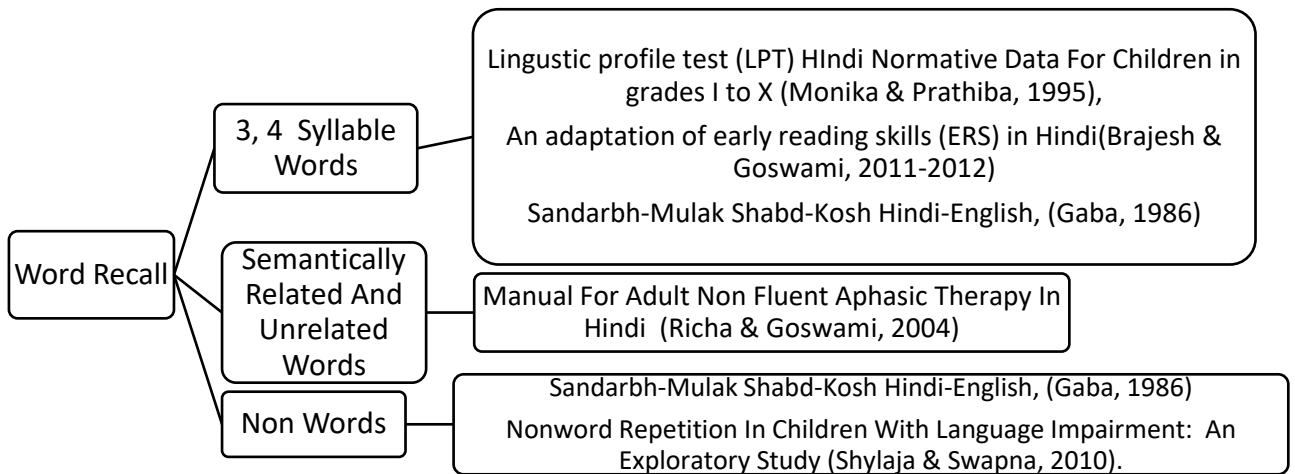 Word Recall
3, 4 Syllable
Words
Lingustic profile test (LPT) HIndi Normative Data For Children in
grades I to X (Monika & Prathiba, 1995),
An adaptation of early reading skills (ERS) in Hindi(Brajesh &
Goswami, 2011-2012)
Sandarbh-Mulak Shabd-Kosh Hindi-English, (Gaba, 1986)
Semantically
Related And
Unrelated
Words
Manual For Adult Non Fluent Aphasic Therapy In
Hindi (Richa & Goswami, 2004)
Non Words
Sandarbh-Mulak Shabd-Kosh Hindi-English, (Gaba, 1986)
Nonword Repetition In Children With Language Impairment: An
Exploratory Study (Shylaja & Swapna, 2010).